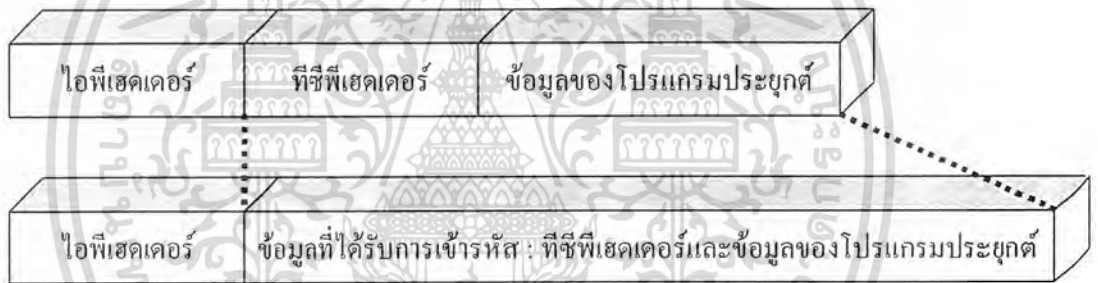 ไอพีเฮดเดอร์ ทีซีพีเฮดเดอร์ ข้อมูลของโปรแกรมประยุกต์
ไอพีเฮดเดอร์ ข้อมูลที่ได้รับการเข้ารหัส : ทีซีพีเฮดเดอร์และข้อมูลของโปรแกรมประยุกต์